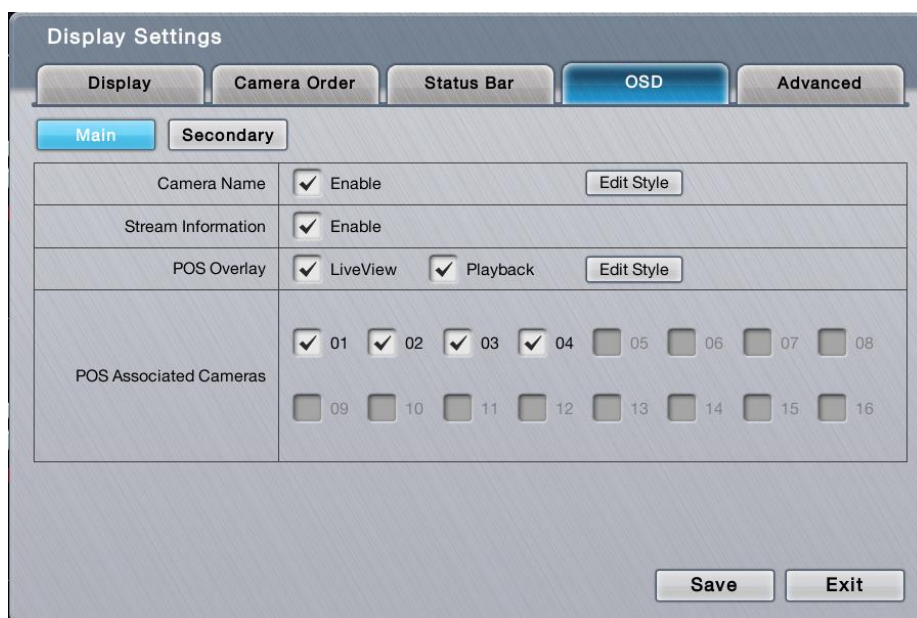 Display Settings
Display Camera Order Status Bar OSD Advanced
Main Secondary
Camera Name Enable Edit Style
Stream Information Enable
POS Overlay LiveView Playback Edit Style
POS Associated Cameras
01 02 03 04 05 06 07 08
09 10 11 12 13 14 15 16
Save Exit